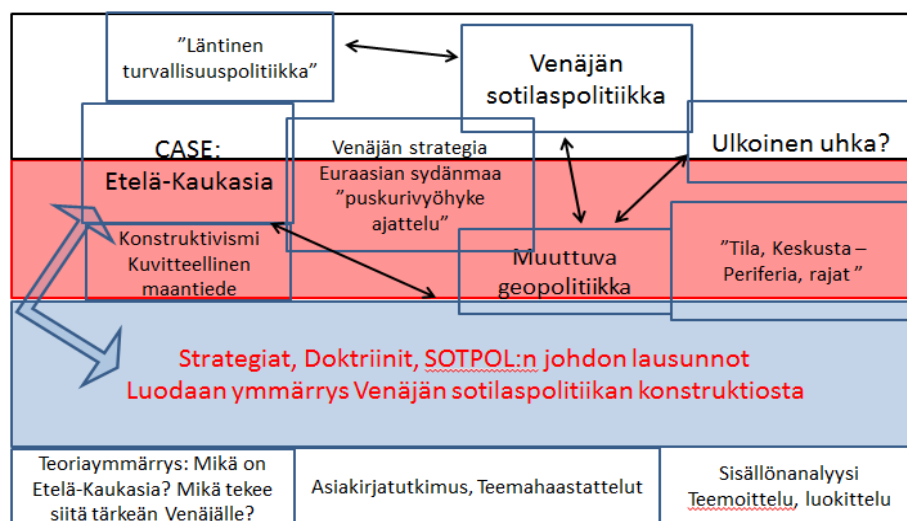 ”Läntinen
turvallisuuspolitiikka”
Venäjän
sotilaspolitiikka
CASE:
Etelä-Kaukasia
Venäjän strategia
Euraasian sydänmaa
”puskurivyöhyke
ajattelu”
Ulkoinen uhka?
Konstruktivismi
Kuvitteellinen
maantiede
Muuttuva
geopolitiikka
”Tila, Keskusta –
Periferia, rajat ”
Strategiat, Doktriinit, SOTPOL:n johdon lausunnot
Luodaan ymmärrys Venäjän sotilaspolitiikan konstruktiosta
Teoriaymmärrys: Mikä on
Etelä-Kaukasia? Mikä tekee
siitä tärkeän Venäjälle?
Asiakirjatutkimus, Teemahaastattelut
Sisällönanalyysi
Teemoittelu, luokittelu